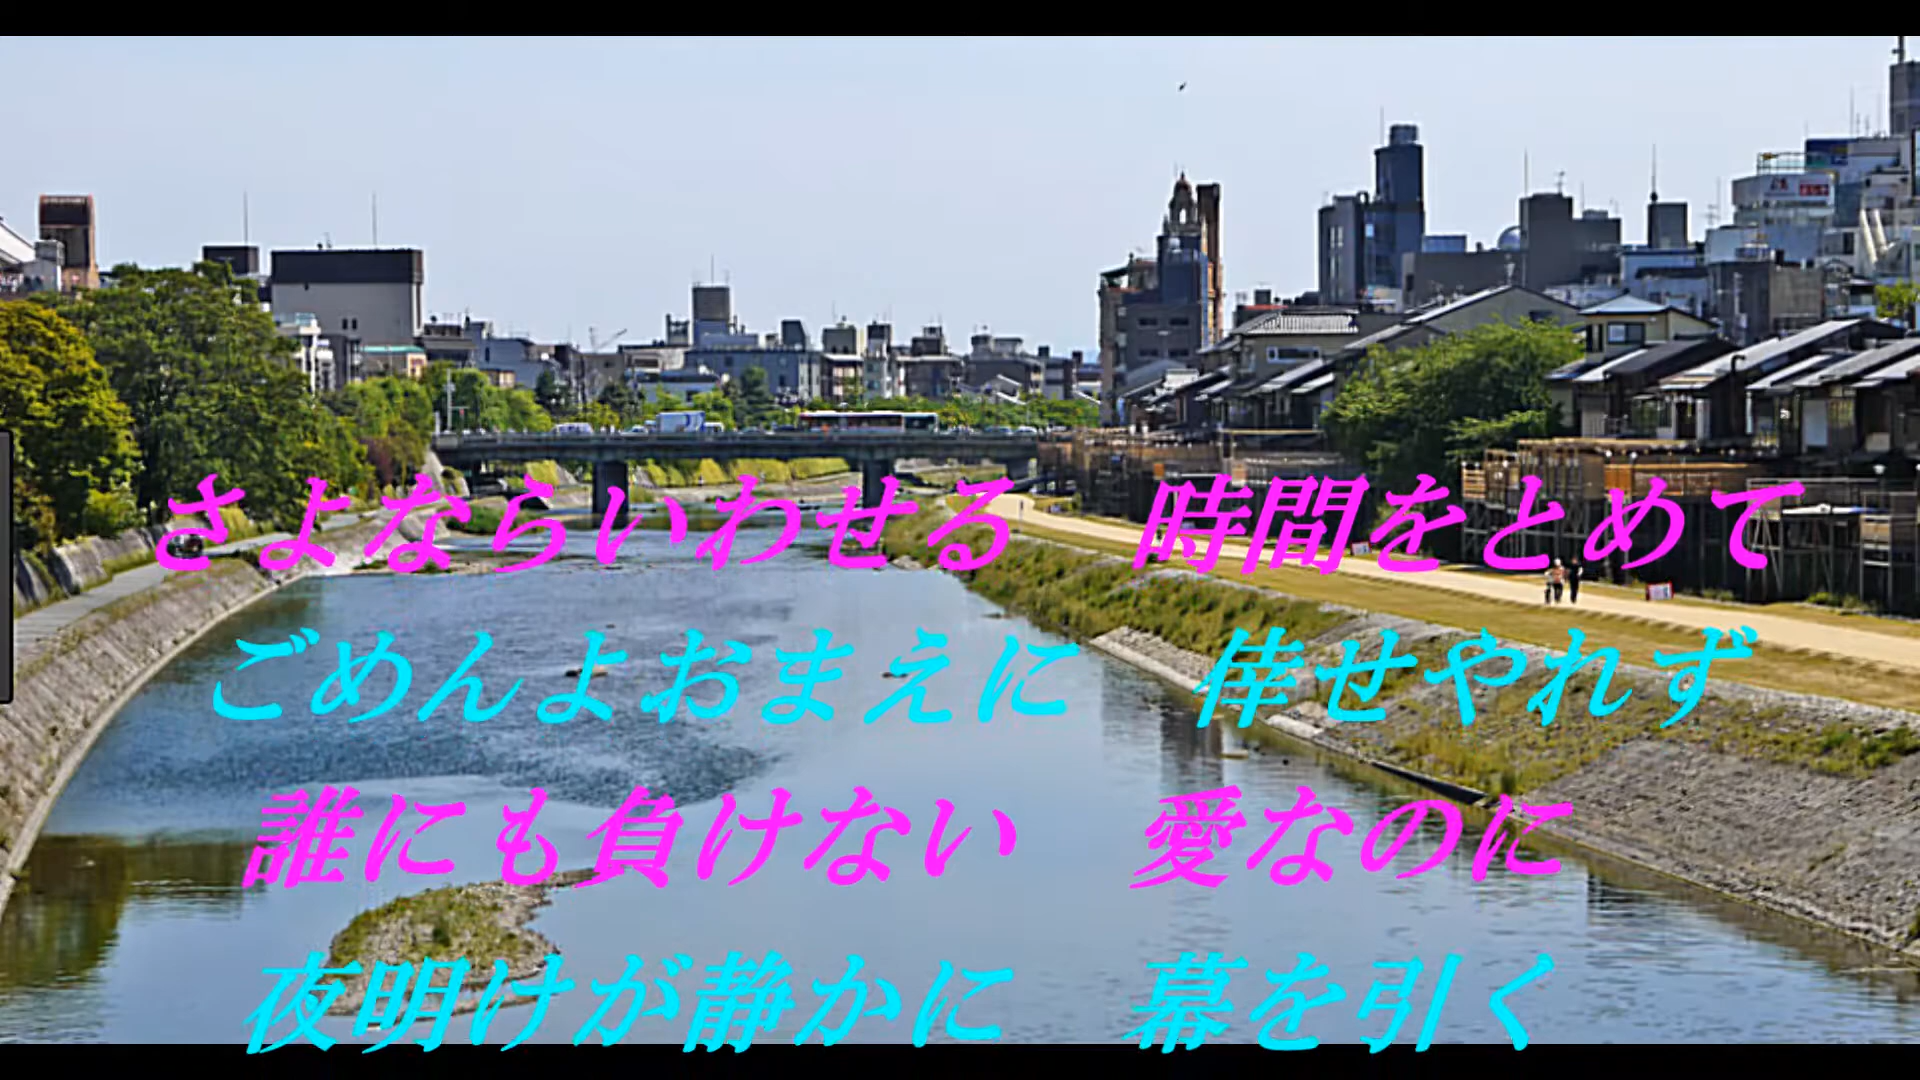 さよならいわせる　時間をとめて
ごめんよおまえに　倖せやれず
誰にも負けない　愛なのに
夜明けが静かに　幕を引く